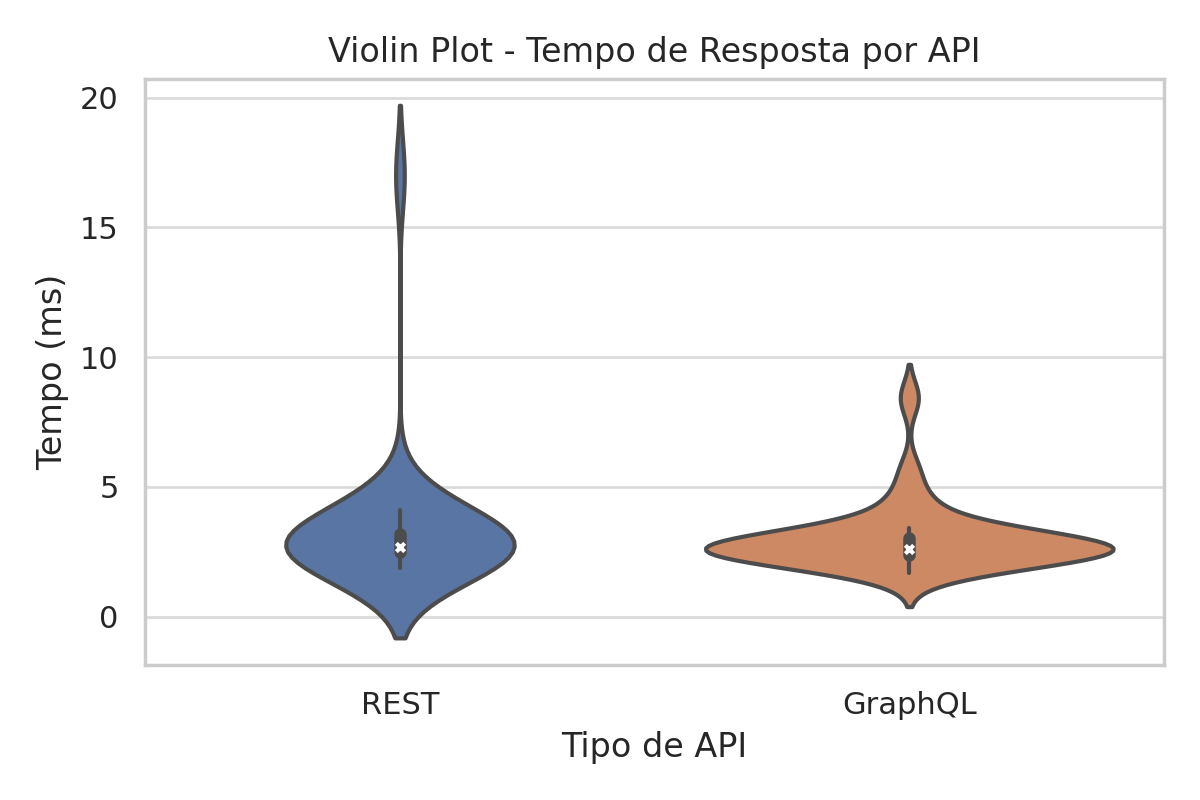 Violin Plot - Tempo de Resposta por API
20
15
10
5
0
Tempo (ms)
REST
GraphQL
Tipo de API